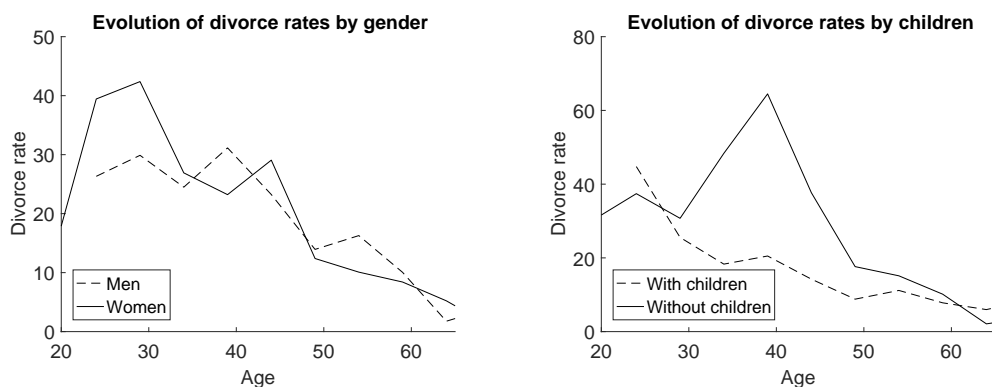 Evolution of divorce rates by gender
50
40
30
20
10
0
Divorce rate
Men
Women
20 30 40 50 60
Age
Evolution of divorce rates by children
80
60
40
20
0
Divorce rate
With children
Without children
20 30 40 50 60
Age